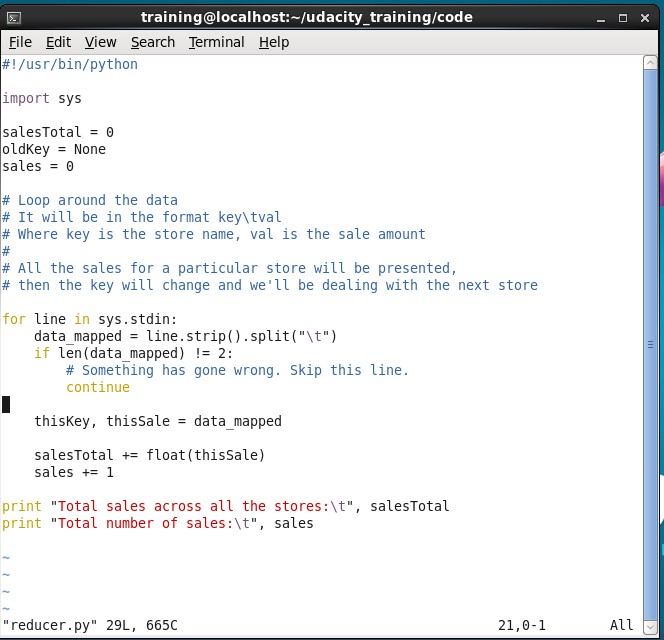 training@localhost:~/udacity_training/code
File Edit View Search Terminal Help
#!/usr/bin/python
import sys
salesTotal = 0
oldKey = None
sales = 0
# Loop around the data
# It will be in the format key\tval
# Where key is the store name, val is the sale amount
#
# All the sales for a particular store will be presented,
# then the key will change and we'll be dealing with the next store
for line in sys.stdin:
    data_mapped = line.strip().split("\t")
    if len(data_mapped) != 2:
        # Something has gone wrong. Skip this line.
        continue
    thisKey, thisSale = data_mapped
    salesTotal += float(thisSale)
    sales += 1
print "Total sales across all the stores:\t", salesTotal
print "Total number of sales:\t", sales
~
~
~
~
"reducer.py" 29L, 665C 21,0-1 All